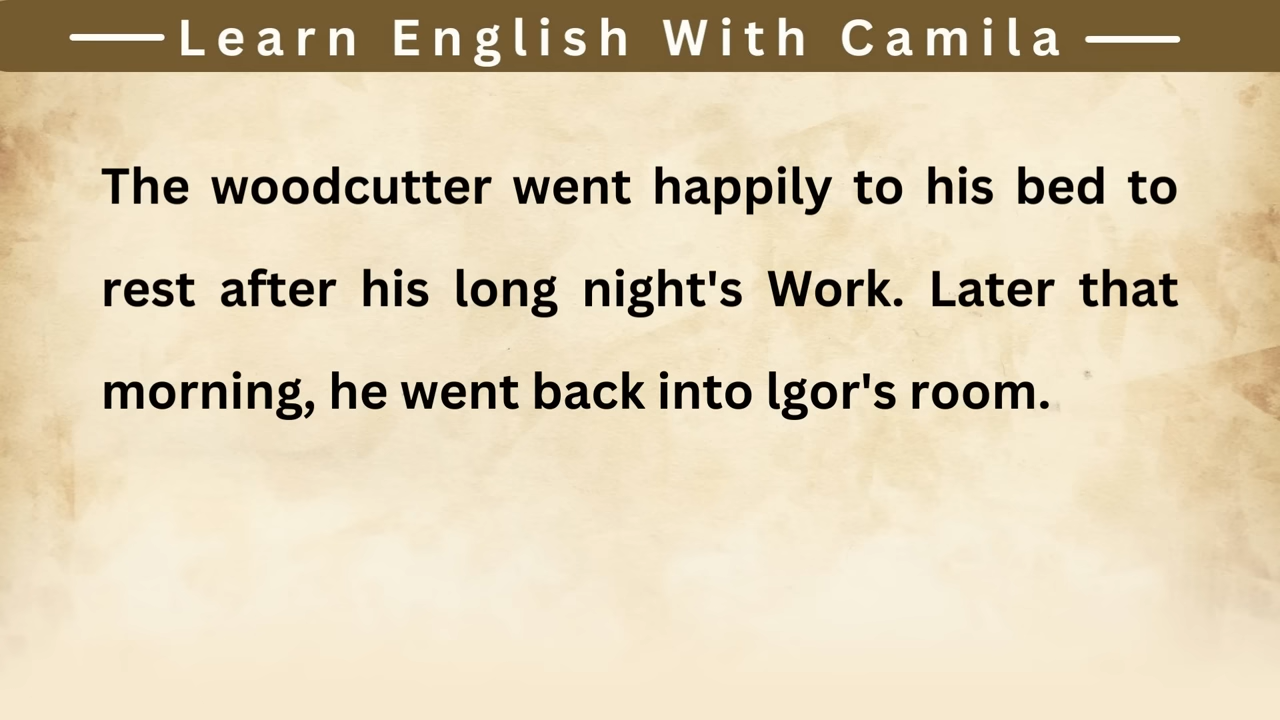 Learn English With Camila
The woodcutter went happily to his bed to
rest after his long night's Work. Later that
morning, he went back into lgor's room.